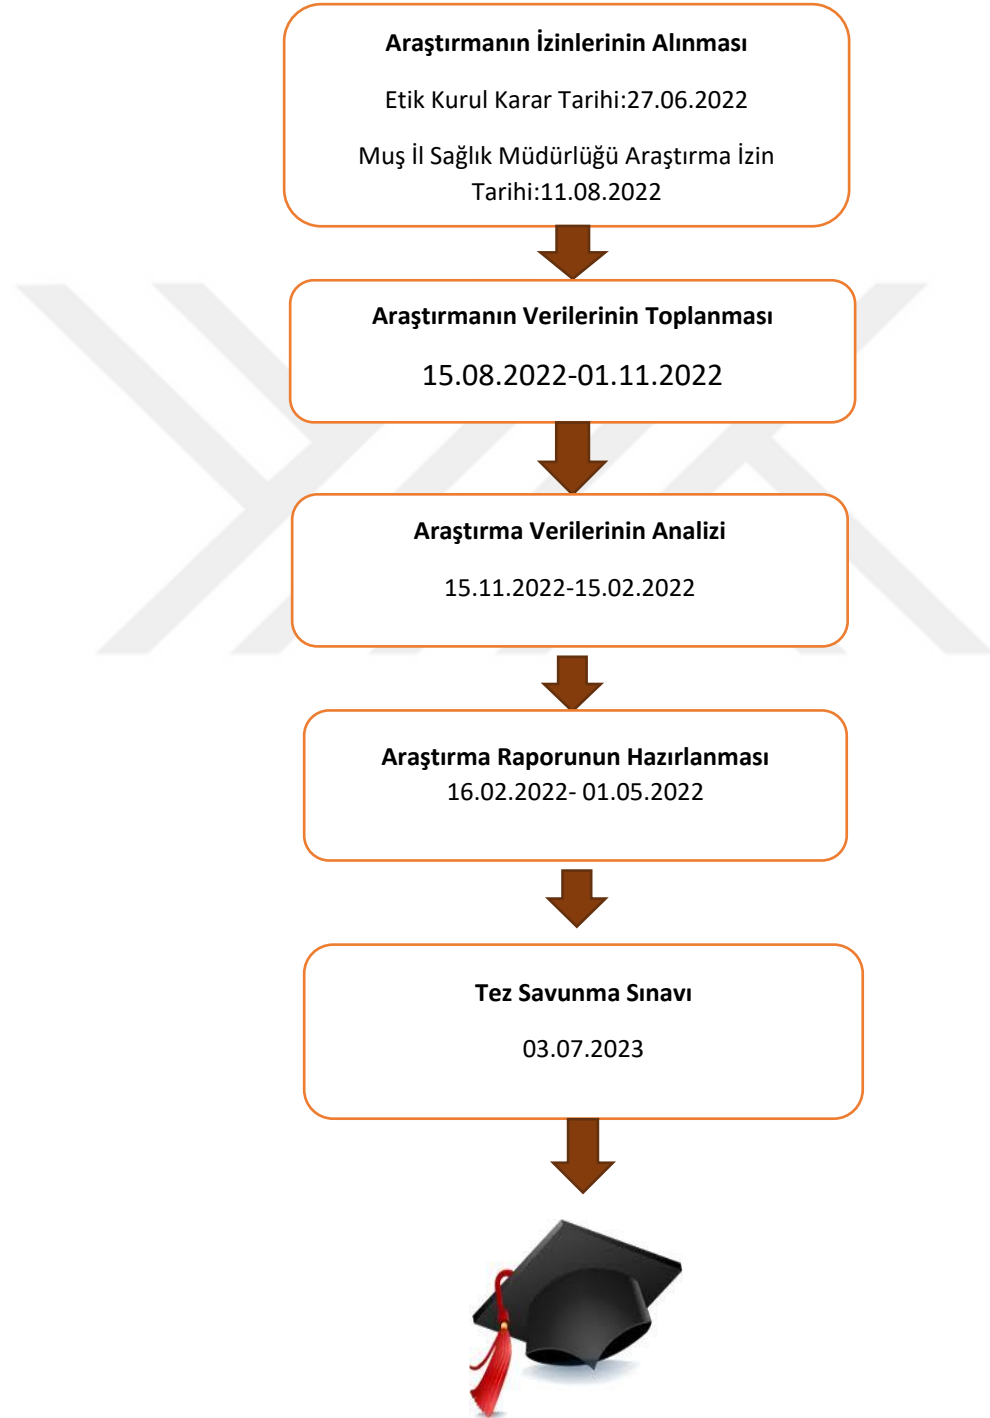 Araştırmanın İzinlerinin Alınması
Etik Kurul Karar Tarihi:27.06.2022
Muş İl Sağlık Müdürlüğü Araştırma İzin
Tarihi:11.08.2022
Araştırmanın Verilerinin Toplanması
15.08.2022-01.11.2022
Araştırma Verilerinin Analizi
15.11.2022-15.02.2022
Araştırma Raporunun Hazırlanması
16.02.2022- 01.05.2022
Tez Savunma Sınavı
03.07.2023